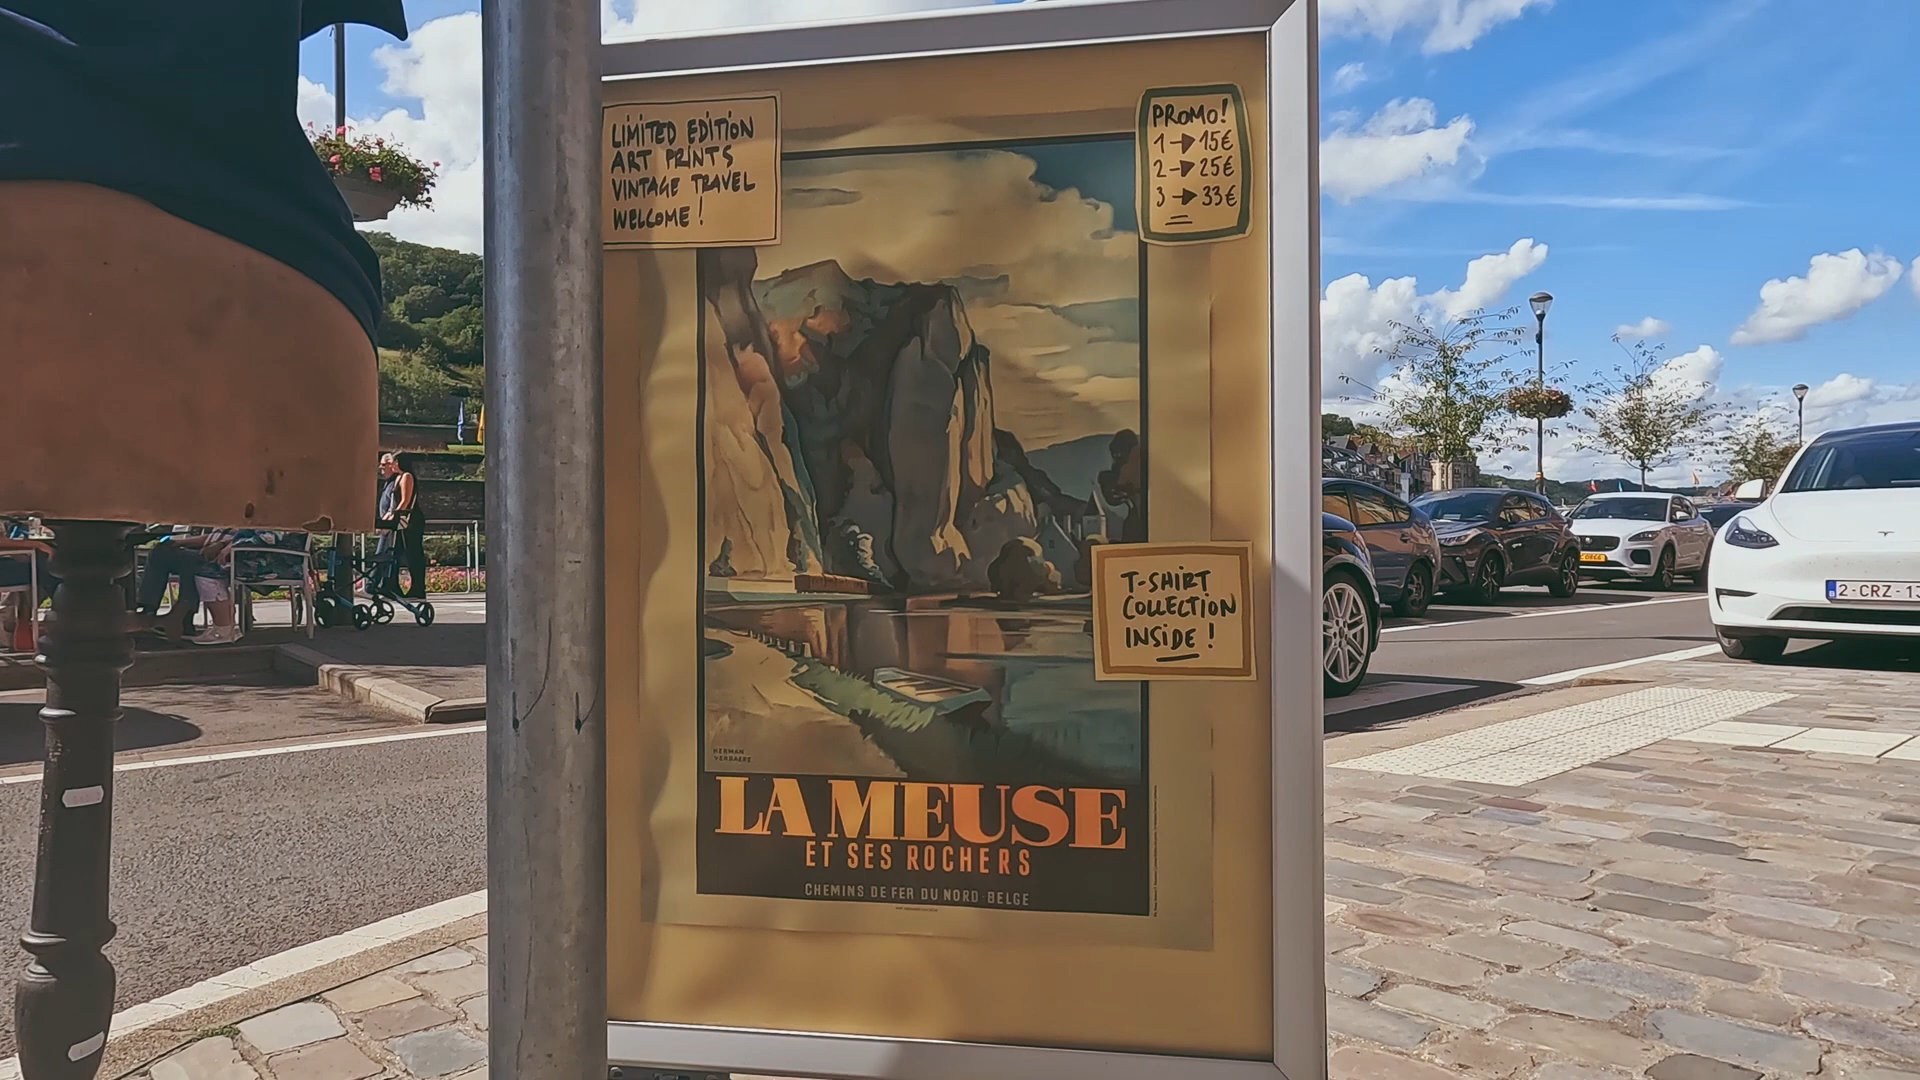 LIMITED EDITION
ART PRINTS
VINTAGE TRAVEL
WELCOME!
PROMO!
1 → 15€
2 → 25€
3 → 33€
T-SHIRT
COLLECTION
INSIDE!
HERMAN
VERBAERE
LA MEUSE
ET SES ROCHERS
CHEMINS DE FER DU NORD-BELGE
2-CRZ-13